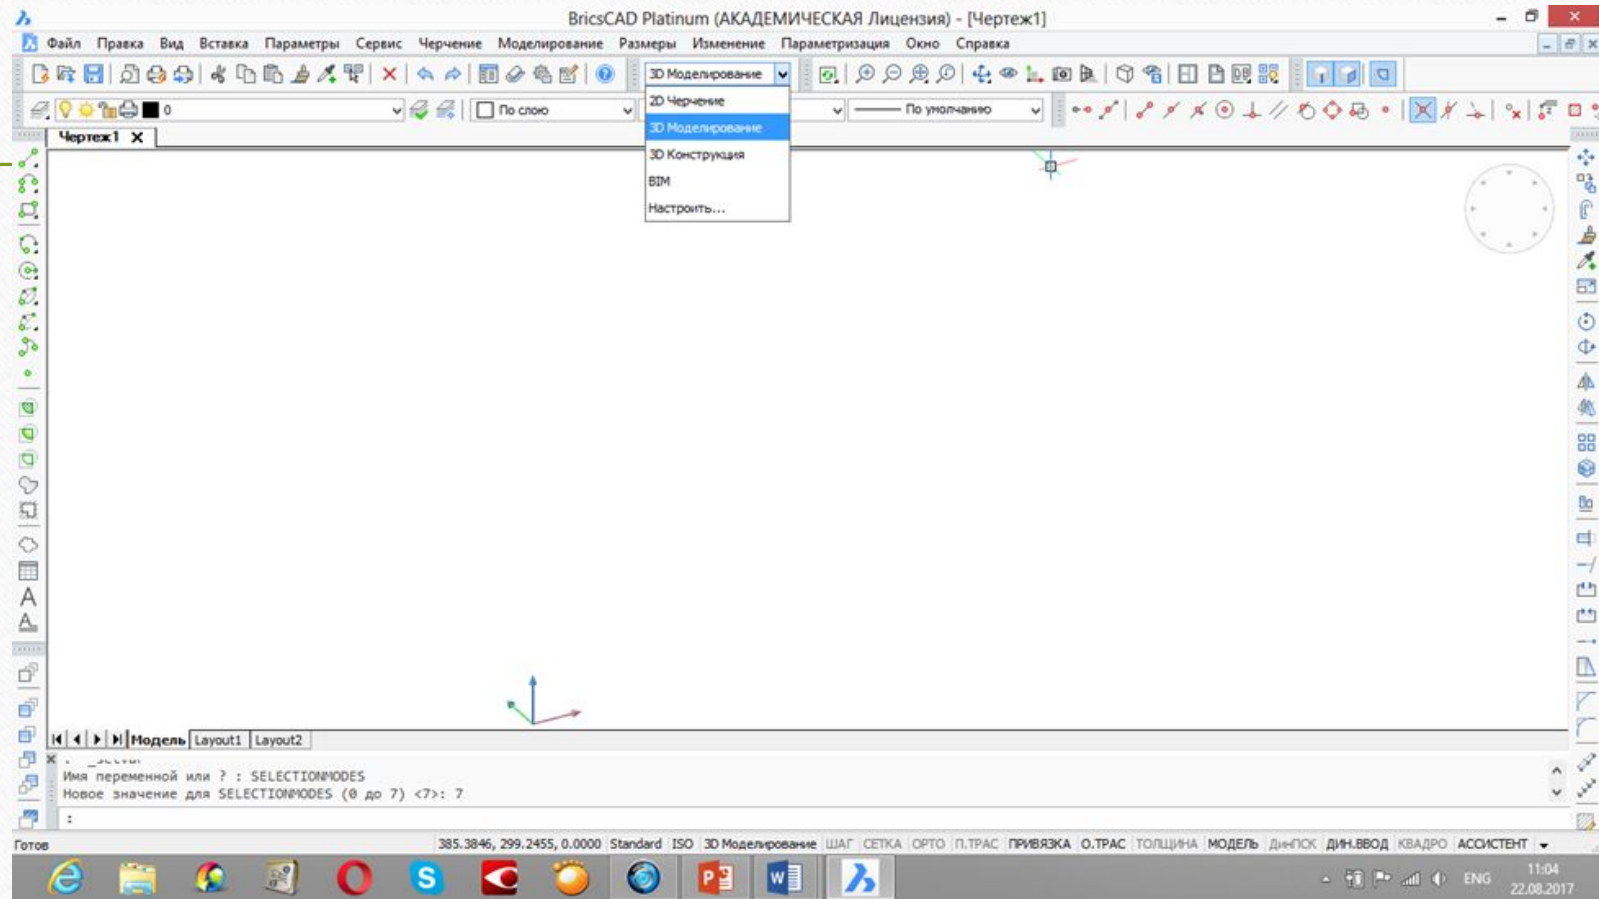 BricsCAD Platinum (АКАДЕМИЧЕСКАЯ Лицензия) - [Чертеж1]
Файл Правка Вид Вставка Параметры Сервис Черчение Моделирование Размеры Изменение Параметризация Окно Справка
3D Моделирование
0 По слою По умолчанию
2D Черчение
3D Моделирование
3D Конструкция
BIM
Настроить...
Чертеж1 X
Модель Layout1 Layout2
Имя переменной или ? : SELECTIONMODES
Новое значение для SELECTIONMODES (0 до 7) <7>: 7
:
Готов 385.3846, 299.2455, 0.0000 Standard ISO 3D Моделирование ШАГ СЕТКА ОРТО П.ТРАС ПРИВЯЗКА О.ТРАС ТОЛЩИНА МОДЕЛЬ ДинПСК ДИН.ВВОД КВАДРО АССИСТЕНТ
ENG 11:04
22.08.2017